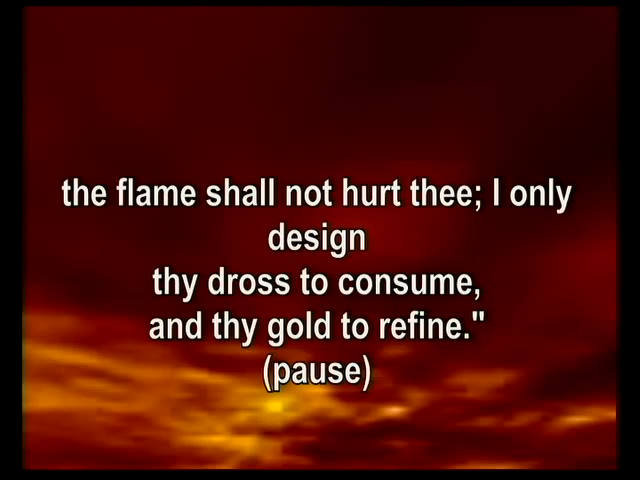 the flame shall not hurt thee; I only
design
thy dross to consume,
and thy gold to refine."
(pause)